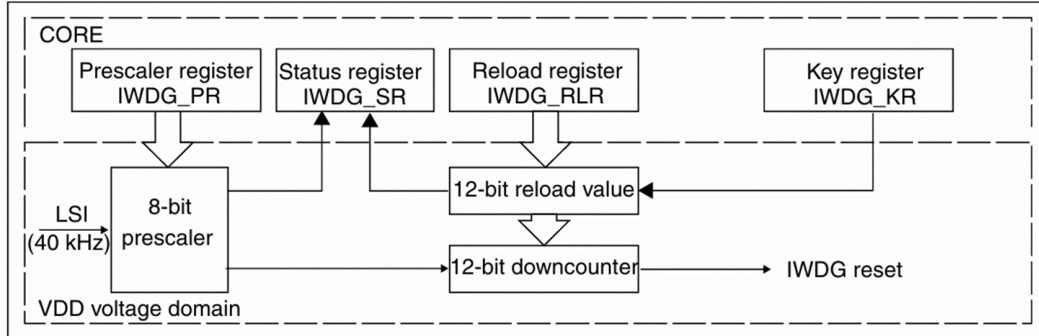 CORE
Prescaler register
IWDG_PR
Status register
IWDG_SR
Reload register
IWDG_RLR
Key register
IWDG_KR
LSI
(40 kHz)
8-bit
prescaler
12-bit reload value
12-bit downcounter
IWDG reset
VDD voltage domain